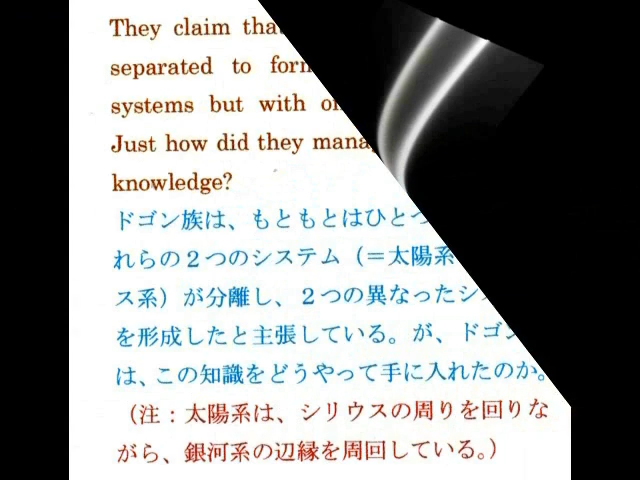 They claim that
separated to form
systems but with on
Just how did they mana
knowledge?
ドゴン族は、もともとはひとつ
れらの２つのシステム（＝太陽系
ス系）が分離し、２つの異なったシス
を形成したと主張している。が、ドゴン
は、この知識をどうやって手に入れたのか。
（注：太陽系は、シリウスの周りを回りな
がら、銀河系の辺縁を周回している。）